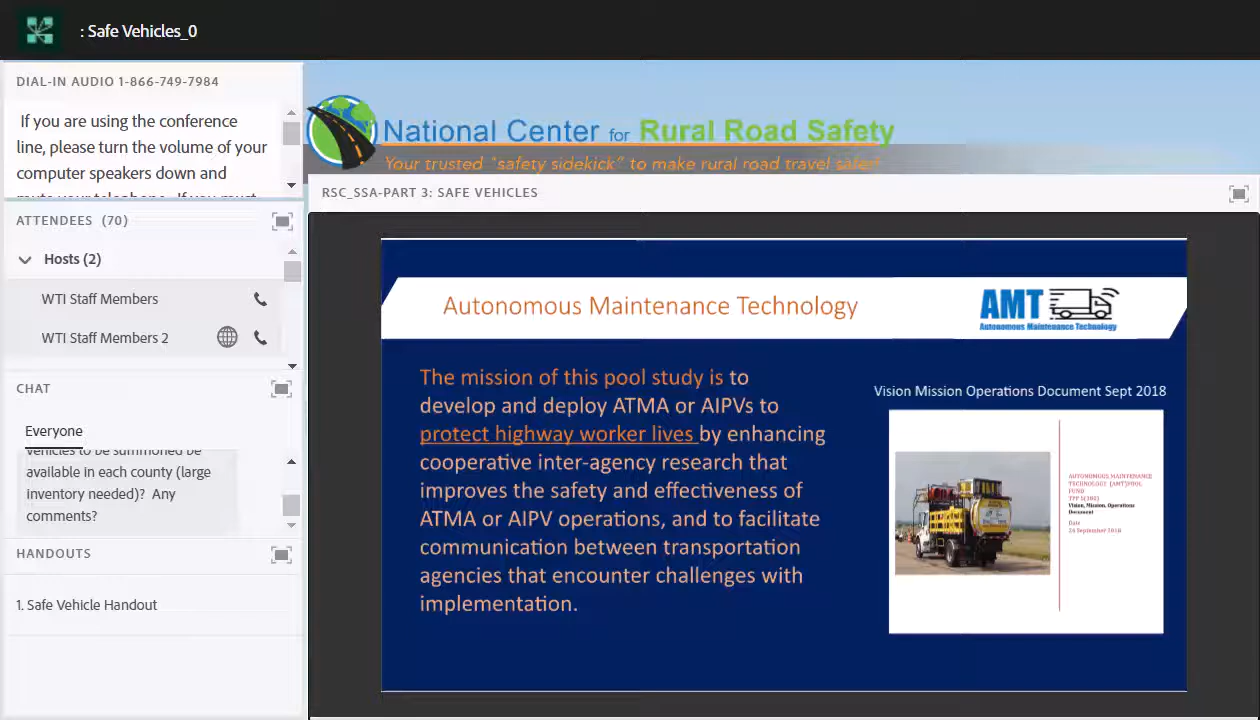 : Safe Vehicles_0
DIAL-IN AUDIO 1-866-749-7984
If you are using the conference
line, please turn the volume of your
computer speakers down and
ATTENDEES (70)
Hosts (2)
WTI Staff Members
WTI Staff Members 2
CHAT
Everyone
vehicles to be summoned be
available in each county (large
inventory needed)? Any
comments?
HANDOUTS
1. Safe Vehicle Handout
National Center for Rural Road Safety
Your trusted "safety sidekick" to make rural road travel safer!
RSC_SSA-PART 3: SAFE VEHICLES
Autonomous Maintenance Technology
AMT
Autonomous Maintenance Technology
The mission of this pool study is to
develop and deploy ATMA or AIPVs to
protect highway worker lives by enhancing
cooperative inter-agency research that
improves the safety and effectiveness of
ATMA or AIPV operations, and to facilitate
communication between transportation
agencies that encounter challenges with
implementation.
Vision Mission Operations Document Sept 2018
AUTONOMOUS MAINTENANCE
TECHNOLOGY (AMT)POOL
FUND
Vision, Mission, Operations
Document
Date
24 September 2018